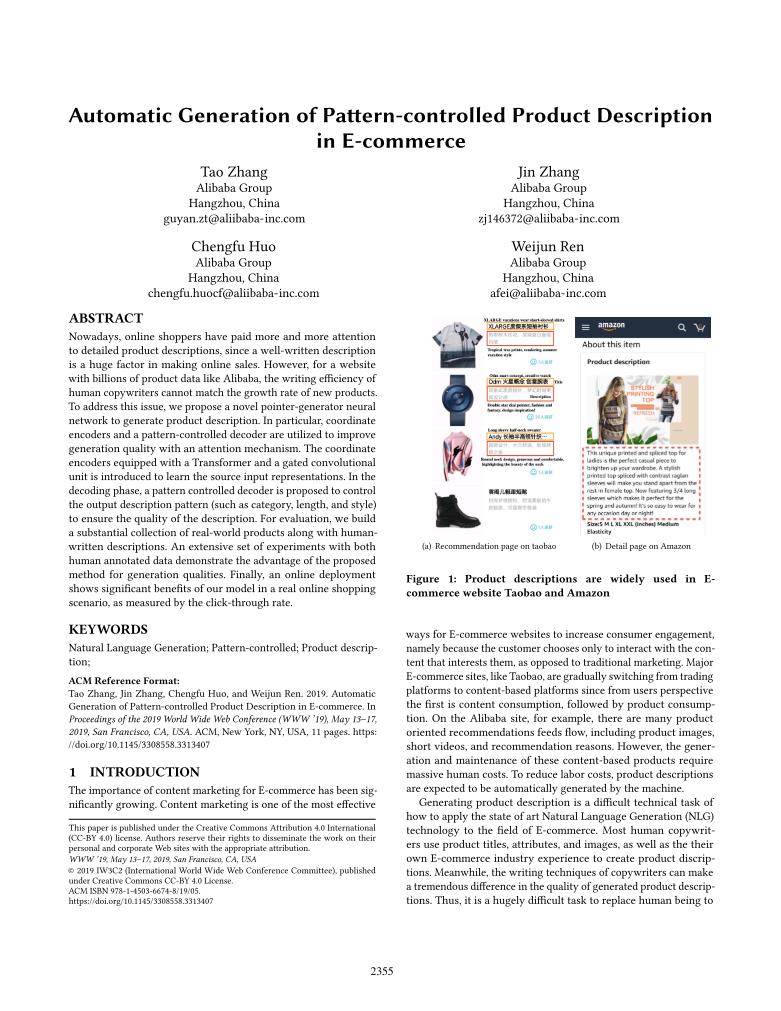 Automatic Generation of Pattern-controlled Product Description
in E-commerce
Tao Zhang
Alibaba Group
Hangzhou, China
guyan.zt@aliibaba-inc.com
Jin Zhang
Alibaba Group
Hangzhou, China
zj146372@aliibaba-inc.com
Chengfu Huo
Alibaba Group
Hangzhou, China
chengfu.huocf@aliibaba-inc.com
Weijun Ren
Alibaba Group
Hangzhou, China
afei@aliibaba-inc.com
ABSTRACT
Nowadays, online shoppers have paid more and more attention
to detailed product descriptions, since a well-written description
is a huge factor in making online sales. However, for a website
with billions of product data like Alibaba, the writing efficiency of
human copywriters cannot match the growth rate of new products.
To address this issue, we propose a novel pointer-generator neural
network to generate product description. In particular, coordinate
encoders and a pattern-controlled decoder are utilized to improve
generation quality with an attention mechanism. The coordinate
encoders equipped with a Transformer and a gated convolutional
unit is introduced to learn the source input representations. In the
decoding phase, a pattern controlled decoder is proposed to control
the output description pattern (such as category, length, and style)
to ensure the quality of the description. For evaluation, we build
a substantial collection of real-world products along with human-
written descriptions. An extensive set of experiments with both
human annotated data demonstrate the advantage of the proposed
method for generation qualities. Finally, an online deployment
shows significant benefits of our model in a real online shopping
scenario, as measured by the click-through rate.
KEYWORDS
Natural Language Generation; Pattern-controlled; Product descrip-
tion;
ACM Reference Format:
Tao Zhang, Jin Zhang, Chengfu Huo, and Weijun Ren. 2019. Automatic
Generation of Pattern-controlled Product Description in E-commerce. In
Proceedings of the 2019 World Wide Web Conference (WWW '19), May 13–17,
2019, San Francisco, CA, USA. ACM, New York, NY, USA, 11 pages. https:
//doi.org/10.1145/3308558.3313407
1 INTRODUCTION
The importance of content marketing for E-commerce has been sig-
nificantly growing. Content marketing is one of the most effective
This paper is published under the Creative Commons Attribution 4.0 International
(CC-BY 4.0) license. Authors reserve their rights to disseminate the work on their
personal and corporate Web sites with the appropriate attribution.
WWW '19, May 13–17, 2019, San Francisco, CA, USA
© 2019 IW3C2 (International World Wide Web Conference Committee), published
under Creative Commons CC-BY 4.0 License.
ACM ISBN 978-1-4503-6674-8/19/05.
https://doi.org/10.1145/3308558.3313407
XLARGE vacations wear short-sleeved shirts
XLARGE度假系短袖衬衫
Tropical tree prints, rendering summer
vacation style
Odm smart concept, creative watch
Odm 火星概念 创意腕表
Title
Description
Double star dial pointer, fashion and
factory, design inspiration!
Long sleeve half-neck sweater
Andy 长袖半高领针织…
Round neck design, generous and comfortable,
highlighting the beauty of the neck
amazon
About this item
Product description
STYLISH
PRINTING
TOP
REFRESH
This unique printed and spliced top for
ladies is the perfect casual piece to
brighten up your wardrobe. A stylish
printed top spliced with contrast raglan
sleeves will make you stand apart from the
rest in female top. Now featuring 3/4 long
sleeves which makes it perfect for the
spring and autumn! It's so easy to wear for
any occasion day or night!
Size:S M L XL XXL (Inches) Medium
Elasticity
(a) Recommendation page on taobao
(b) Detail page on Amazon
Figure 1: Product descriptions are widely used in E-
commerce website Taobao and Amazon
ways for E-commerce websites to increase consumer engagement,
namely because the customer chooses only to interact with the con-
tent that interests them, as opposed to traditional marketing. Major
E-commerce sites, like Taobao, are gradually switching from trading
platforms to content-based platforms since from users perspective
the first is content consumption, followed by product consump-
tion. On the Alibaba site, for example, there are many product
oriented recommendations feeds flow, including product images,
short videos, and recommendation reasons. However, the gener-
ation and maintenance of these content-based products require
massive human costs. To reduce labor costs, product descriptions
are expected to be automatically generated by the machine.
Generating product description is a difficult technical task of
how to apply the state of art Natural Language Generation (NLG)
technology to the field of E-commerce. Most human copywrit-
ers use product titles, attributes, and images, as well as the their
own E-commerce industry experience to create product discrip-
tions. Meanwhile, the writing techniques of copywriters can make
a tremendous difference in the quality of generated product descrip-
tions. Thus, it is a hugely difficult task to replace human being to
2355